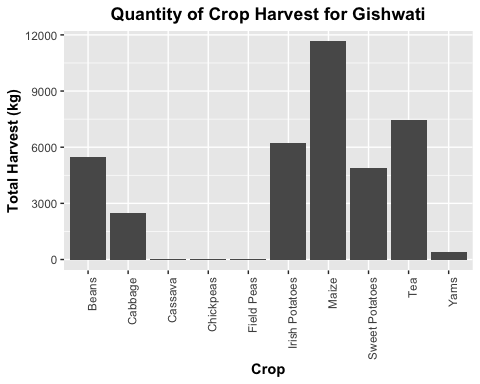 Quantity of Crop Harvest for Gishwati
Total Harvest (kg)
12000
9000
6000
3000
0
Beans
Cabbage
Cassava
Chickpeas
Field Peas
Irish Potatoes
Maize
Sweet Potatoes
Tea
Yams
Crop